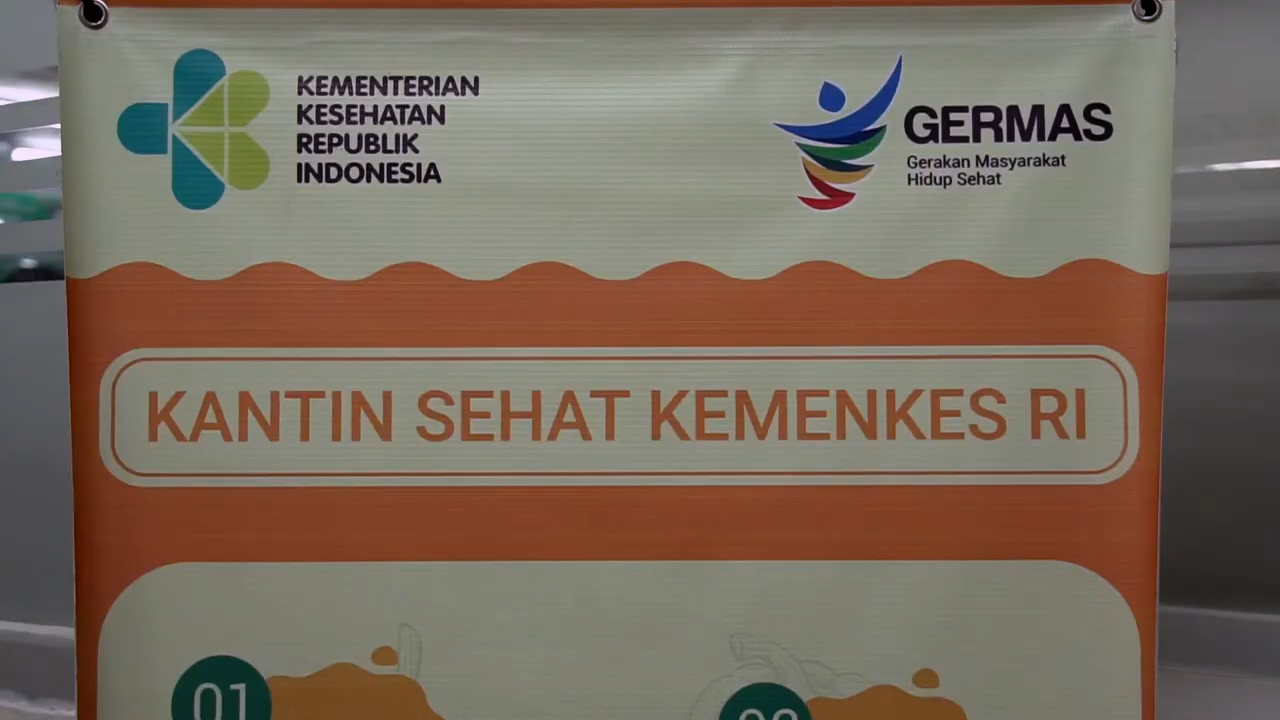 KEMENTERIAN
KESEHATAN
REPUBLIK
INDONESIA
GERMAS
Gerakan Masyarakat
Hidup Sehat
KANTIN SEHAT KEMENKES RI
01